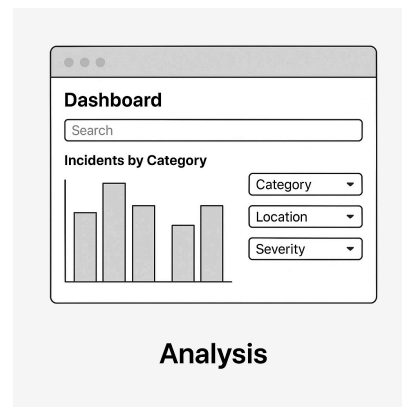 Dashboard
Search
Incidents by Category
Category
Location
Severity
Analysis